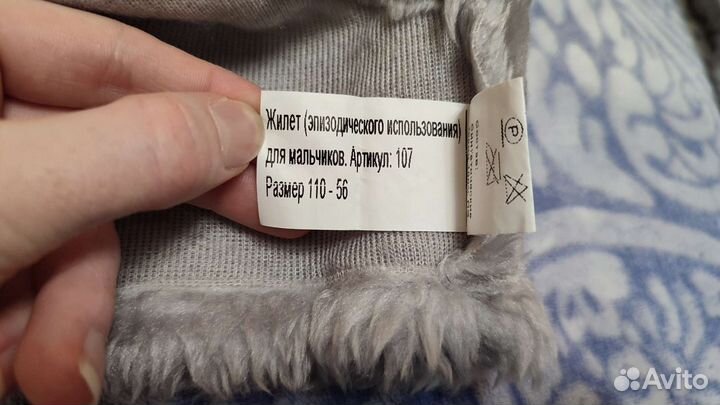 Жилет (эпизодического использования)
для мальчиков. Артикул: 107
Размер 110 - 56
P
Avito